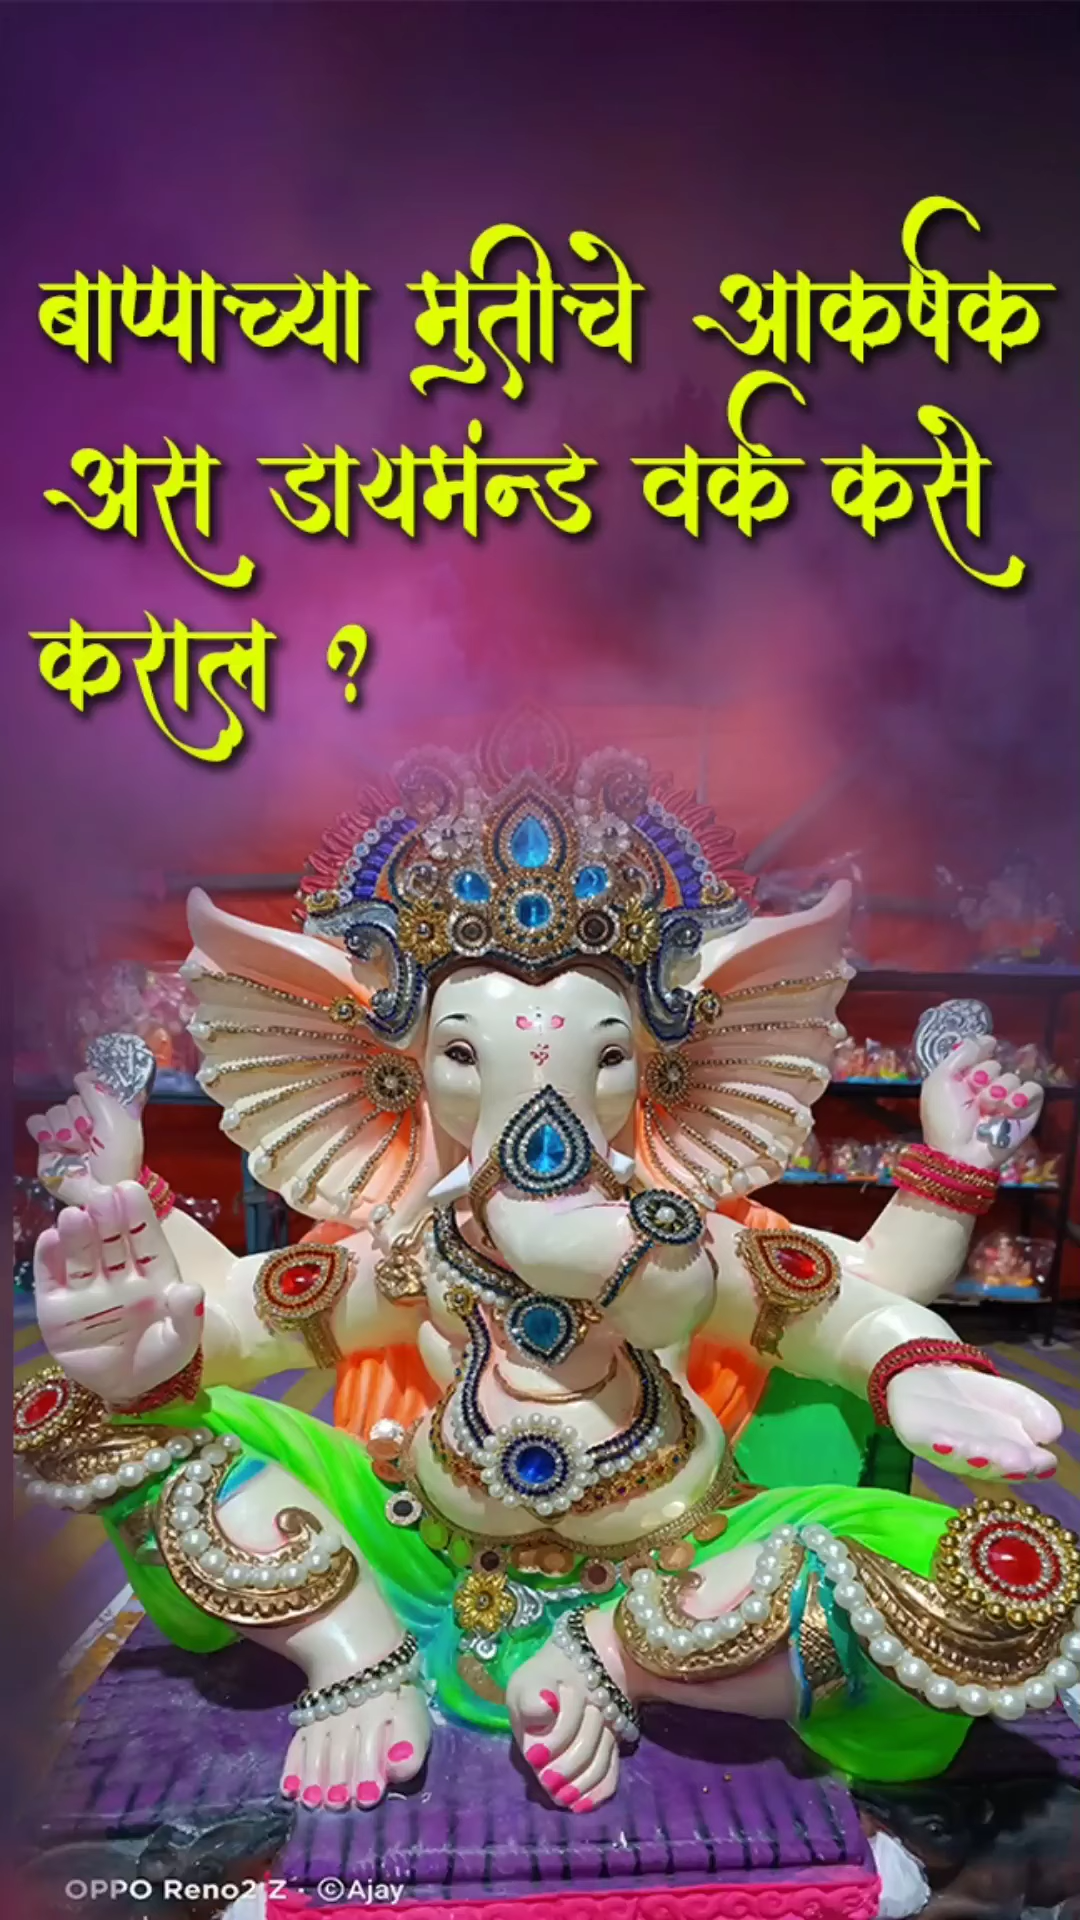 बाप्पाच्या मुर्तीचे आकर्षक
अस डायमंन्ड वर्क कसे
कराल ?
OPPO Reno2 Z · ©Ajay